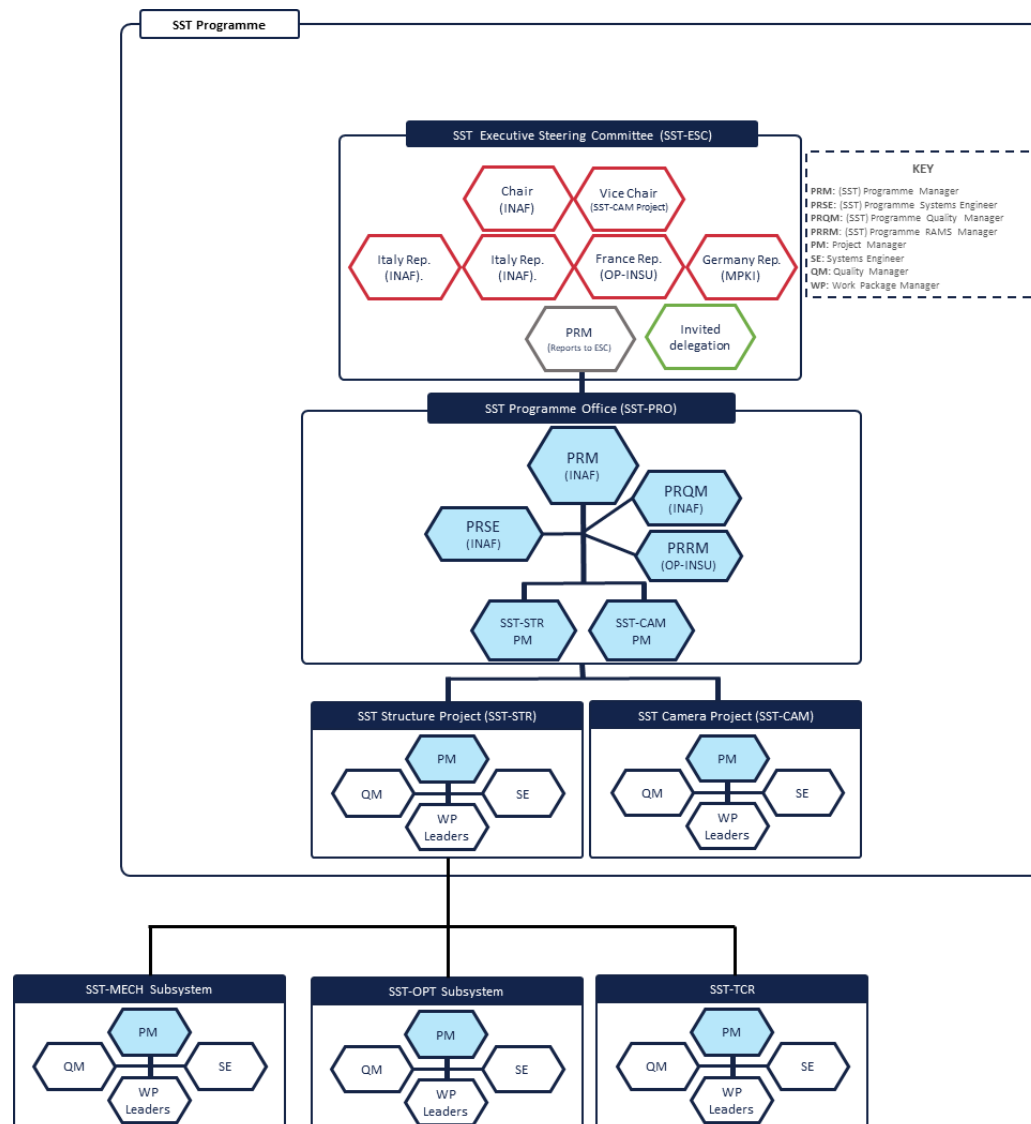 SST Programme
SST Executive Steering Committee (SST-ESC)
Chair
(INAF)
Vice Chair
(SST-CAM Project)
Italy Rep.
(INAF).
Italy Rep.
(INAF).
France Rep.
(OP-INSU)
Germany Rep.
(MPKI)
PRM
(Reports to ESC)
Invited
delegation
KEY
PRM: (SST) Programme Manager
PRSE: (SST) Programme Systems Engineer
PRQM: (SST) Programme Quality Manager
PRRM: (SST) Programme RAMS Manager
PM: Project Manager
SE: Systems Engineer
QM: Quality Manager
WP: Work Package Manager
SST Programme Office (SST-PRO)
PRM
(INAF)
PRSE
(INAF)
PRQM
(INAF)
PRRM
(OP-INSU)
SST-STR
PM
SST-CAM
PM
SST Structure Project (SST-STR)
PM
QM
SE
WP
Leaders
SST Camera Project (SST-CAM)
PM
QM
SE
WP
Leaders
SST-MECH Subsystem
PM
QM
SE
WP
Leaders
SST-OPT Subsystem
PM
QM
SE
WP
Leaders
SST-TCR
PM
QM
SE
WP
Leaders